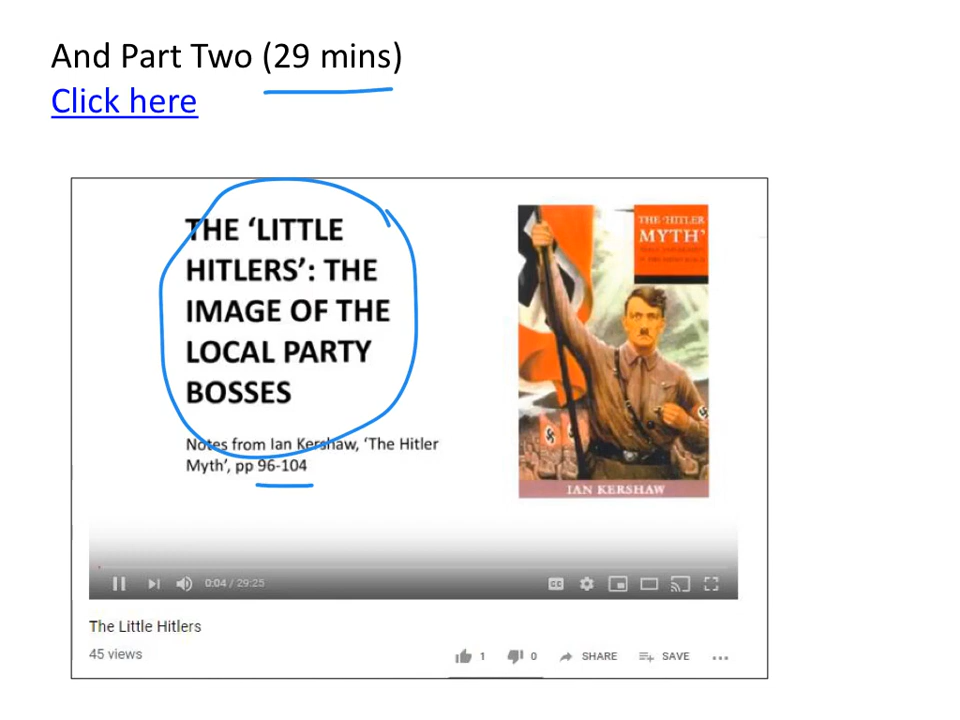 And Part Two (29 mins)
Click here
THE ‘LITTLE
HITLERS’: THE
IMAGE OF THE
LOCAL PARTY
BOSSES
Notes from Ian Kershaw, ‘The Hitler
Myth’, pp 96-104
THE ‘HITLER
MYTH’
IAN KERSHAW
0:04 / 29:25
CC
The Little Hitlers
45 views
1
0
SHARE
SAVE